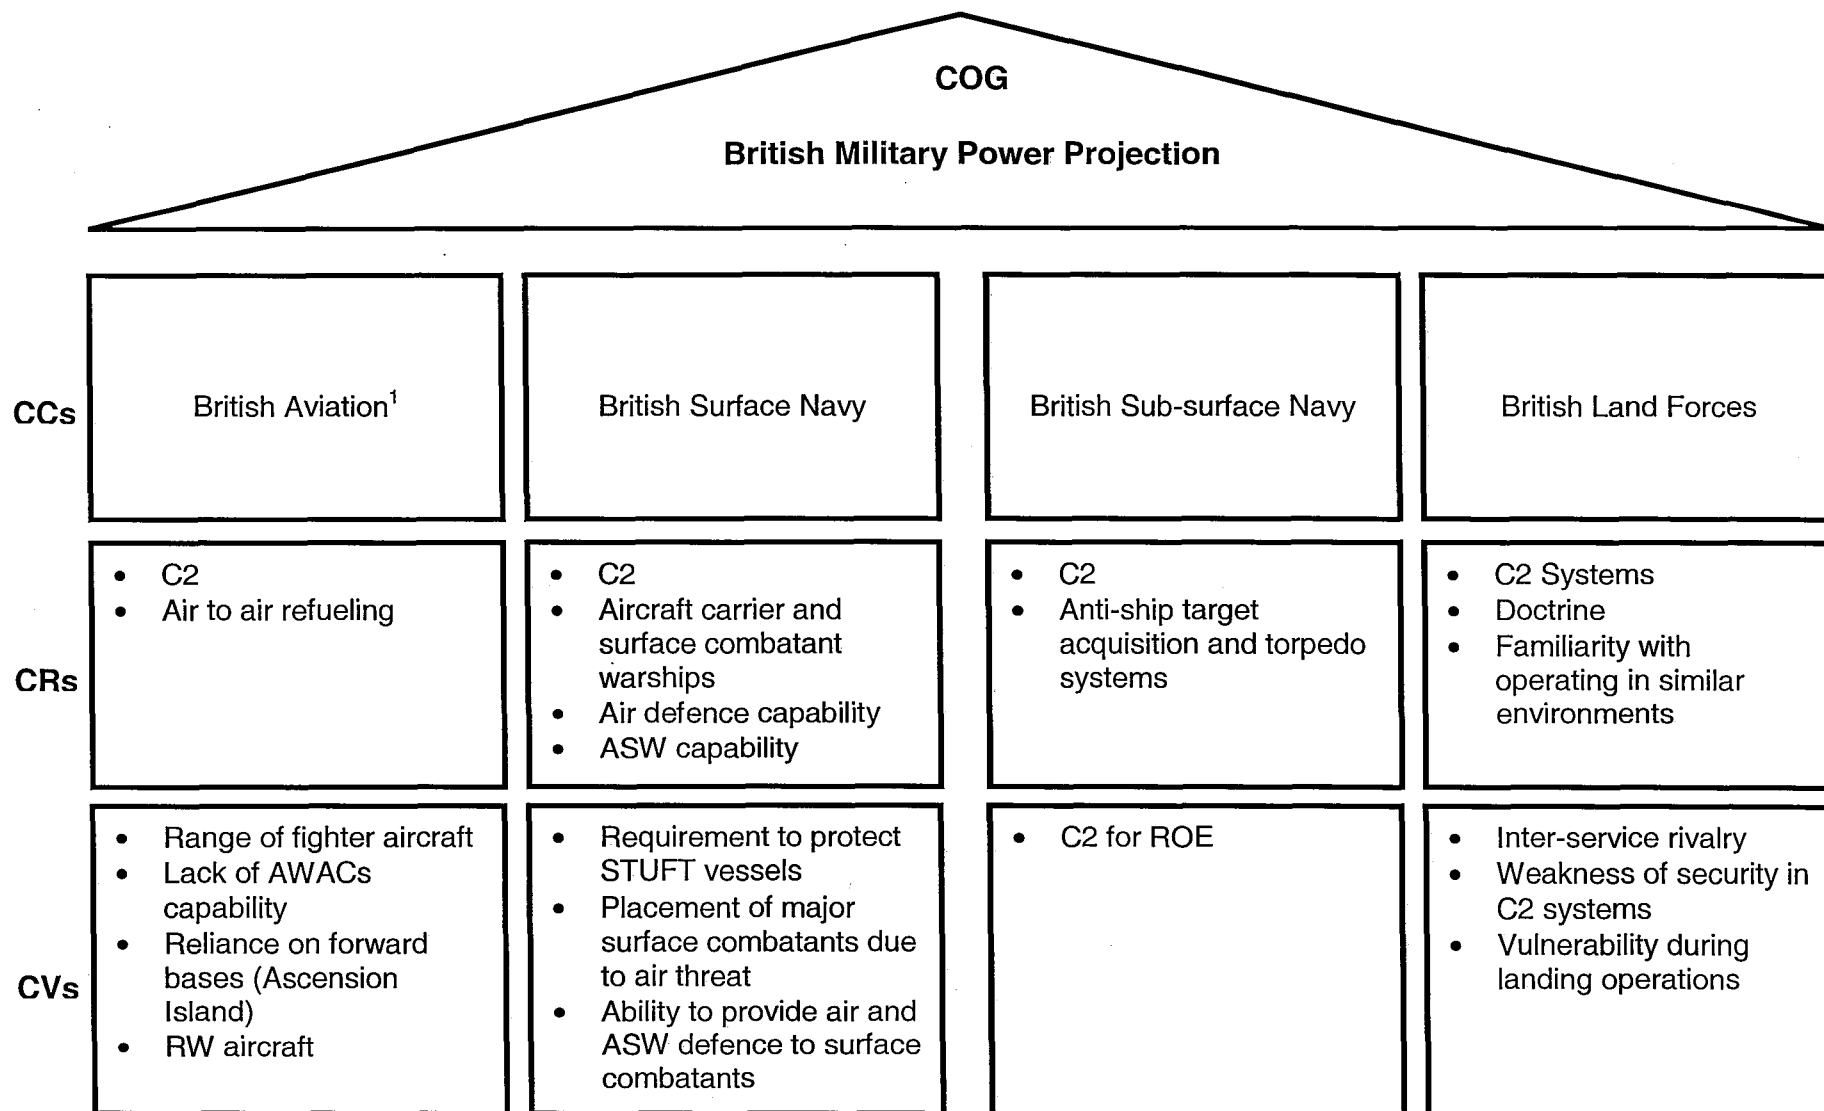 COG
British Military Power Projection
CCs
British Aviation¹
British Surface Navy
British Sub-surface Navy
British Land Forces
CRs
• C2
• Air to air refueling
• C2
• Aircraft carrier and
surface combatant
warships
• Air defence capability
• ASW capability
• C2
• Anti-ship target
acquisition and torpedo
systems
• C2 Systems
• Doctrine
• Familiarity with
operating in similar
environments
CVs
• Range of fighter aircraft
• Lack of AWACs
capability
• Reliance on forward
bases (Ascension
Island)
• RW aircraft
• Requirement to protect
STUFT vessels
• Placement of major
surface combatants due
to air threat
• Ability to provide air and
ASW defence to surface
combatants
• C2 for ROE
• Inter-service rivalry
• Weakness of security in
C2 systems
• Vulnerability during
landing operations